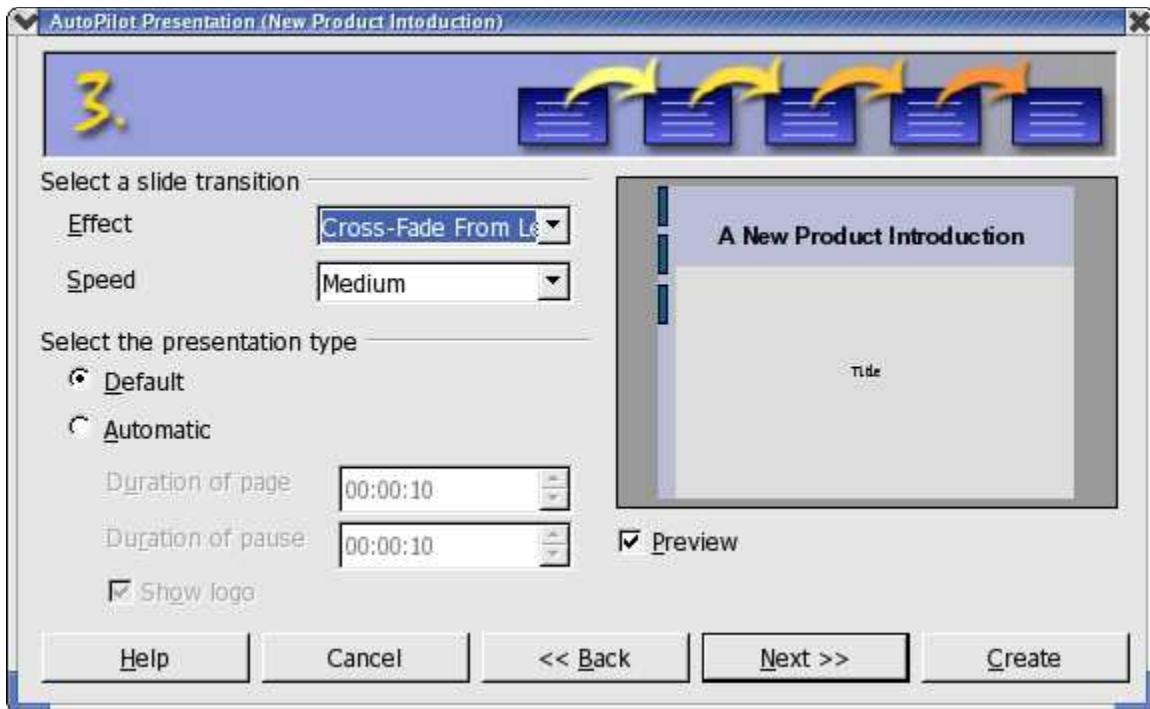 AutoPilot Presentation (New Product Intoduction)
3.
Select a slide transition
Effect
Cross-Fade From Le
Speed
Medium
Select the presentation type
Default
Automatic
Duration of page
00:00:10
Duration of pause
00:00:10
Show logo
A New Product Introduction
Title
Preview
Help
Cancel
<< Back
Next >>
Create